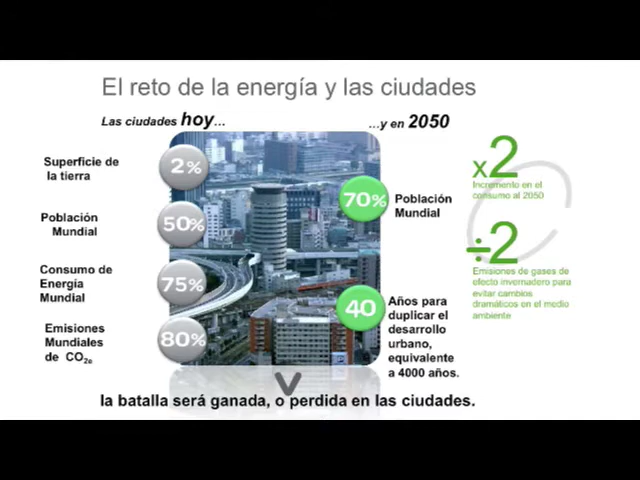 El reto de la energía y las ciudades
Las ciudades hoy...
...y en 2050
Superficie de
la tierra
2%
Población
Mundial
50%
Consumo de
Energía
Mundial
75%
Emisiones
Mundiales
de CO2e
80%
70%
Población
Mundial
40
Años para
duplicar el
desarrollo
urbano,
equivalente
a 4000 años.
x2
Incremento en el
consumo al 2050
÷2
Emisiones de gases de
efecto invernadero para
evitar cambios
dramáticos en el medio
ambiente
la batalla será ganada, o perdida en las ciudades.